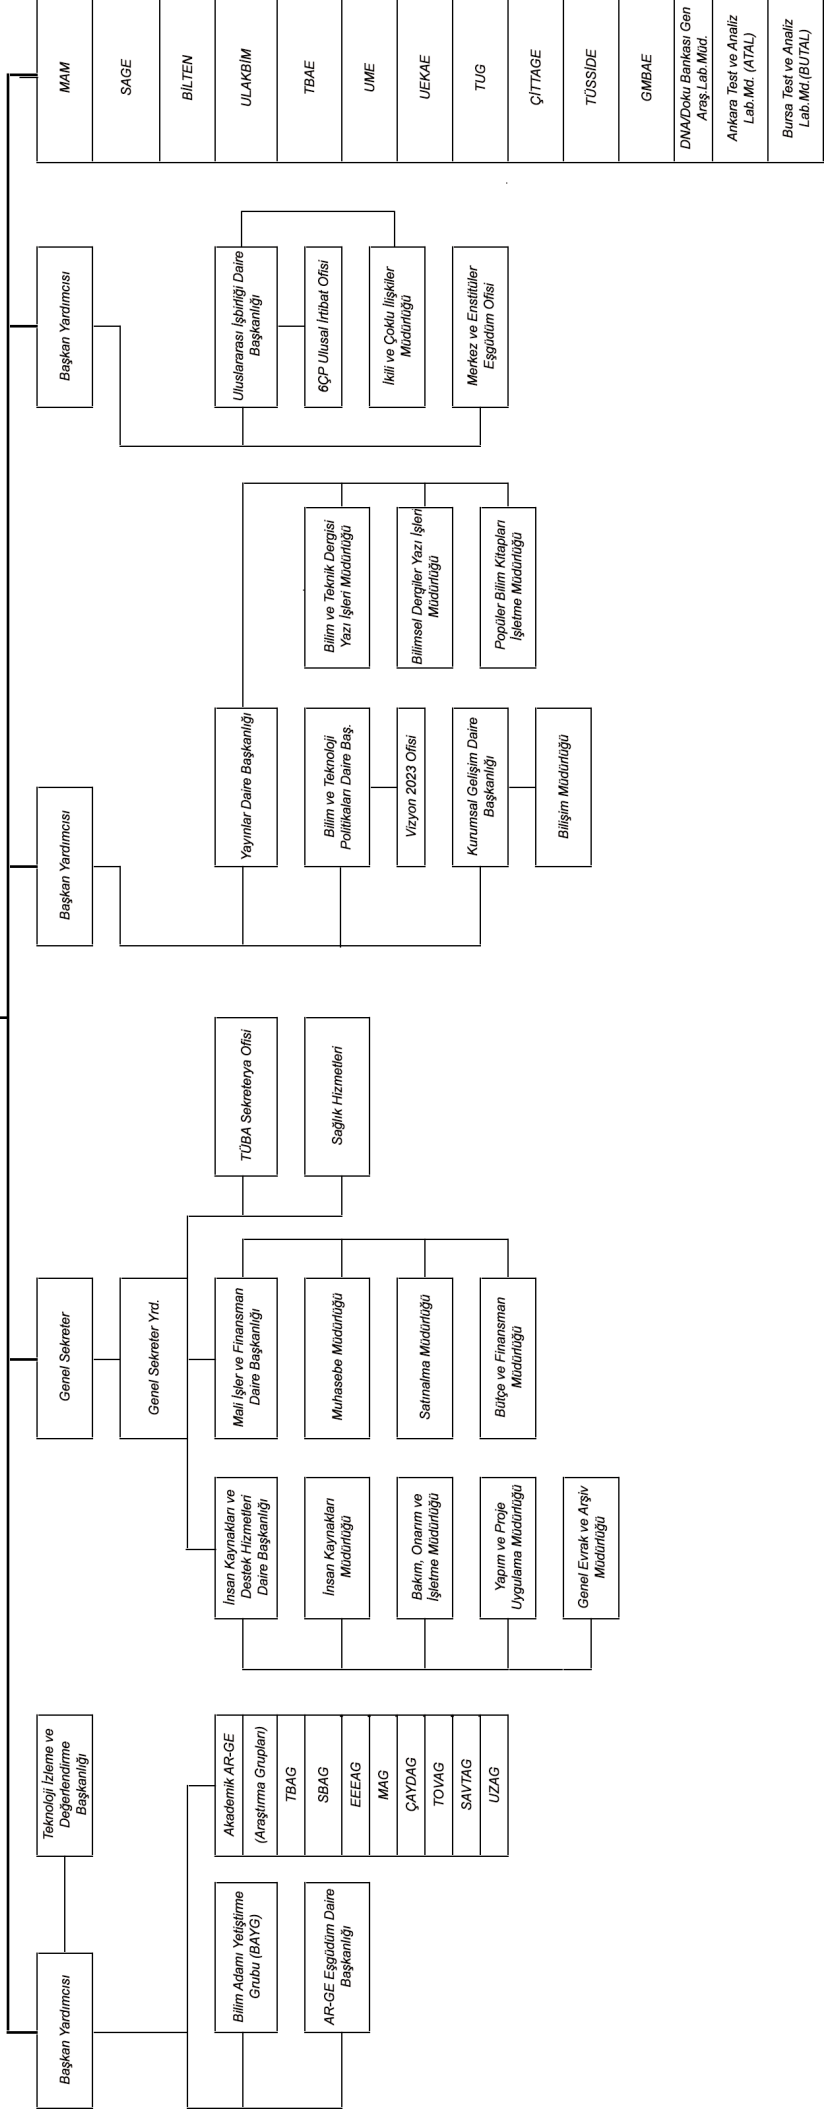 Başkan Yardımcısı
Teknoloji İzleme ve
Değerlendirme
Başkanlığı
Bilim Adamı Yetiştirme
Grubu (BAYG)
AR-GE Eşgüdüm Daire
Başkanlığı
Akademik AR-GE
(Araştırma Grupları)
TBAG
SBAG
EEEAG
MAG
ÇAYDAG
TOVAG
SAVTAG
UZAG
Genel Sekreter
Genel Sekreter Yrd.
İnsan Kaynakları ve
Destek Hizmetleri
Daire Başkanlığı
İnsan Kaynakları
Müdürlüğü
Bakım, Onarım ve
İşletme Müdürlüğü
Yapım ve Proje
Uygulama Müdürlüğü
Genel Evrak ve Arşiv
Müdürlüğü
Mali İşler ve Finansman
Daire Başkanlığı
Muhasebe Müdürlüğü
Satınalma Müdürlüğü
Bütçe ve Finansman
Müdürlüğü
TÜBA Sekreterya Ofisi
Sağlık Hizmetleri
Başkan Yardımcısı
Yayınlar Daire Başkanlığı
Bilim ve Teknoloji
Politikaları Daire Baş.
Vizyon 2023 Ofisi
Kurumsal Gelişim Daire
Başkanlığı
Bilişim Müdürlüğü
Bilim ve Teknik Dergisi
Yazı İşleri Müdürlüğü
Bilimsel Dergiler Yazı İşleri
Müdürlüğü
Popüler Bilim Kitapları
İşletme Müdürlüğü
Başkan Yardımcısı
Uluslararası İşbirliği Daire
Başkanlığı
6ÇP Ulusal İrtibat Ofisi
İkili ve Çoklu İlişkiler
Müdürlüğü
Merkez ve Enstitüler
Eşgüdüm Ofisi
MAM
SAGE
BİLTEN
ULAKBİM
TBAE
UME
UEKAE
TUG
ÇİTTAGE
TÜSSİDE
GMBAE
DNA/Doku Bankası Gen
Araş.Lab.Müd.
Ankara Test ve Analiz
Lab.Md. (ATAL)
Bursa Test ve Analiz
Lab.Md.(BUTAL)